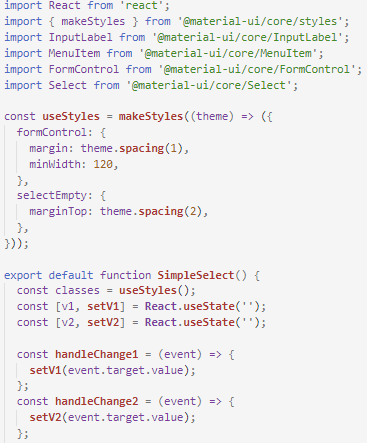 import React from 'react';
import { makeStyles } from '@material-ui/core/styles';
import InputLabel from '@material-ui/core/InputLabel';
import MenuItem from '@material-ui/core/MenuItem';
import FormControl from '@material-ui/core/FormControl';
import Select from '@material-ui/core/Select';

const useStyles = makeStyles((theme) => ({
  formControl: {
    margin: theme.spacing(1),
    minWidth: 120,
  },
  selectEmpty: {
    marginTop: theme.spacing(2),
  },
}));

export default function SimpleSelect() {
  const classes = useStyles();
  const [v1, setV1] = React.useState('');
  const [v2, setV2] = React.useState('');

  const handleChange1 = (event) => {
    setV1(event.target.value);
  };
  const handleChange2 = (event) => {
    setV2(event.target.value);
  };